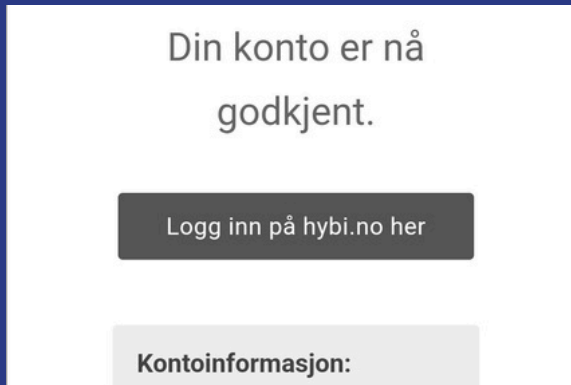 Din konto er nå
godkjent.
Logg inn på hybi.no her
Kontoinformasjon: